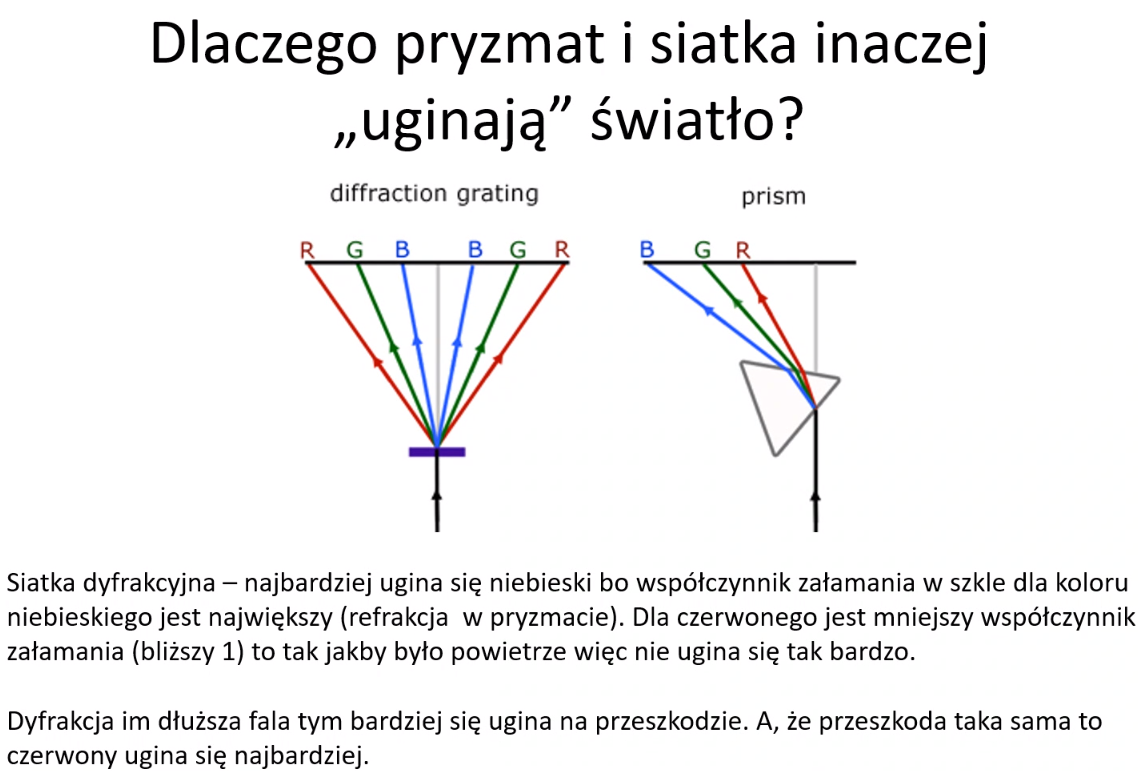 Dlaczego pryzmat i siatka inaczej
„uginają” światło?
diffraction grating
prism
R G B B G R
B G R
Siatka dyfrakcyjna – najbardziej ugina się niebieski bo współczynnik załamania w szkle dla koloru
niebieskiego jest największy (refrakcja  w pryzmacie). Dla czerwonego jest mniejszy współczynnik
załamania (bliższy 1) to tak jakby było powietrze więc nie ugina się tak bardzo.
Dyfrakcja im dłuższa fala tym bardziej się ugina na przeszkodzie. A, że przeszkoda taka sama to
czerwony ugina się najbardziej.